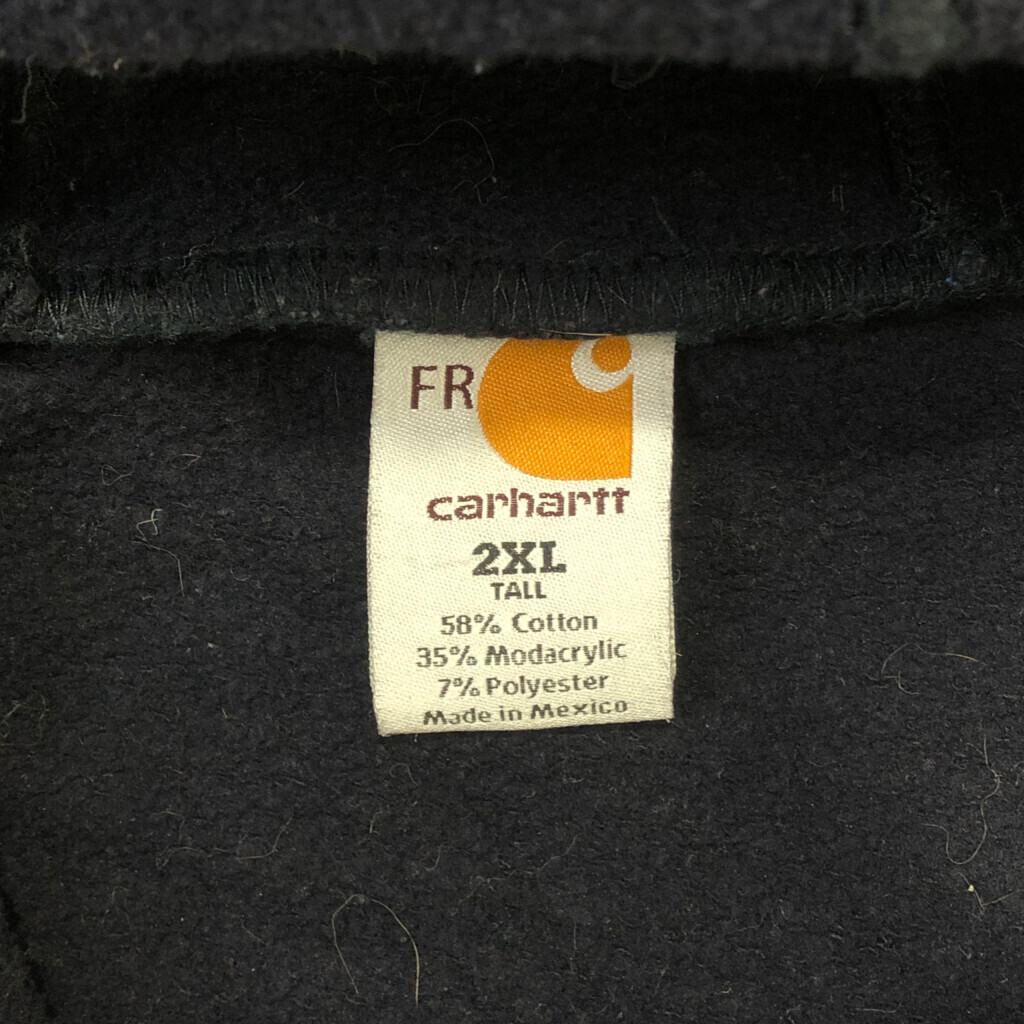 FR
carhartt
2XL
TALL
58% Cotton
35% Modacrylic
7% Polyester
Made in Mexico